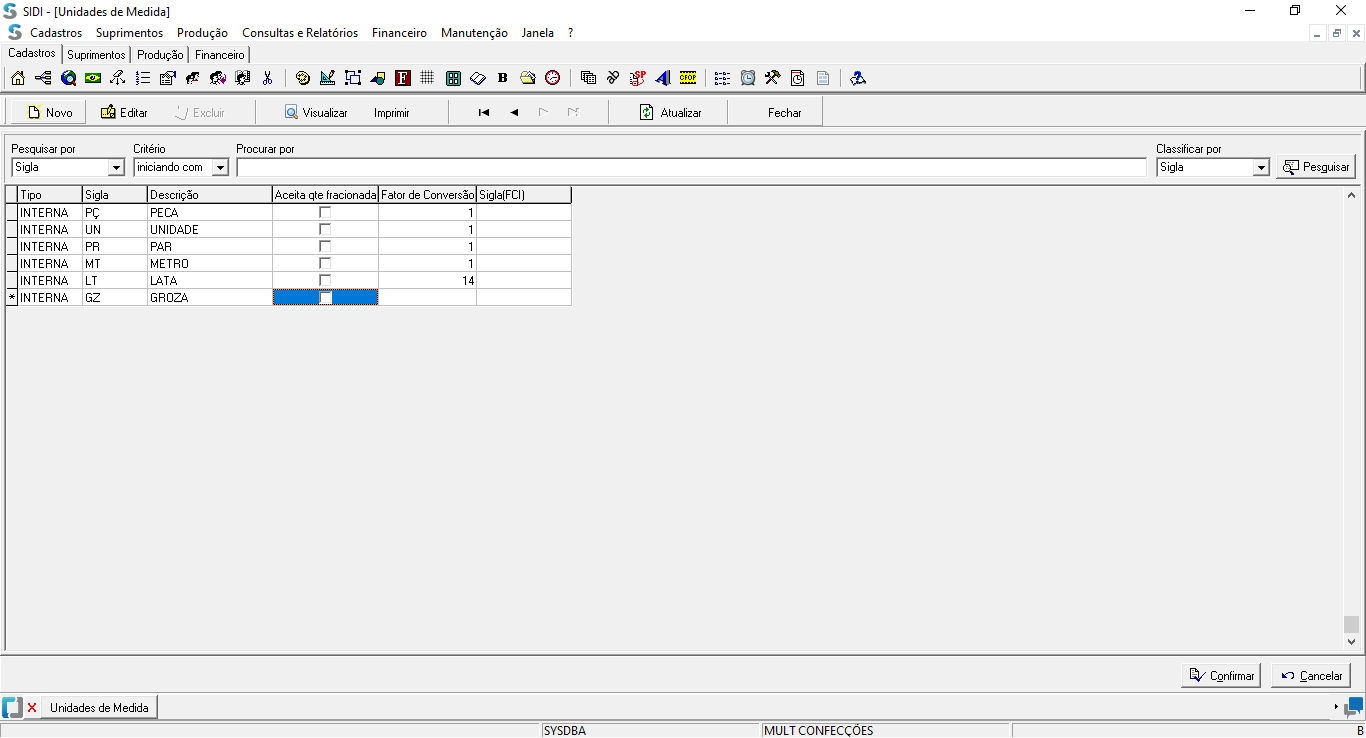 SIDI - [Unidades de Medida]
Cadastros Suprimentos Produção Consultas e Relatórios Financeiro Manutenção Janela ?
Cadastros Suprimentos Produção Financeiro
F B SP CFOP
Novo Editar Excluir Visualizar Imprimir Atualizar Fechar
Pesquisar por Critério Procurar por Classificar por
Sigla iniciando com Sigla Pesquisar
Tipo Sigla Descrição Aceita qte fracionada Fator de Conversão Sigla(FCI)
INTERNA PÇ PECA 1
INTERNA UN UNIDADE 1
INTERNA PR PAR 1
INTERNA MT METRO 1
INTERNA LT LATA 14
* INTERNA GZ GROZA
Confirmar Cancelar
Unidades de Medida
SYSDBA MULT CONFECÇÕES B